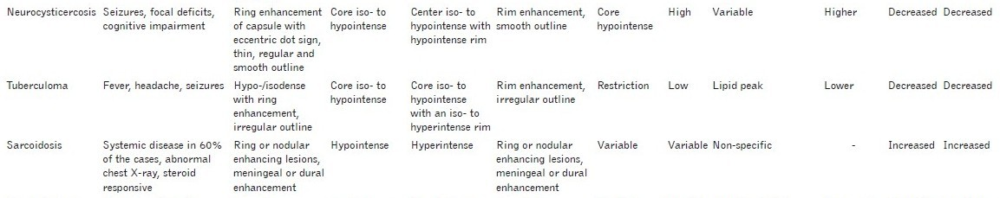 Neurocysticercosis Seizures, focal deficits, Ring enhancement Core iso- to Center iso- to Rim enhancement, Core High Variable Higher Decreased Decreased
cognitive impairment of capsule with hypointense hypointense with smooth outline hypointense
eccentric dot sign, hypointense rim
thin, regular and
smooth outline
Tuberculoma Fever, headache, seizures Hypo-/isodense Core iso- to Core iso- to Rim enhancement, Restriction Low Lipid peak Lower Decreased Decreased
with ring hypointense hypointense irregular outline
enhancement, with an iso- to
irregular outline hyperintense rim
Sarcoidosis Systemic disease in 60% Ring or nodular Hypointense Hyperintense Ring or nodular Variable Variable Non-specific - Increased Increased
of the cases, abnormal enhancing lesions, enhancing lesions,
chest X-ray, steroid meningeal or dural meningeal or dural
responsive enhancement enhancement